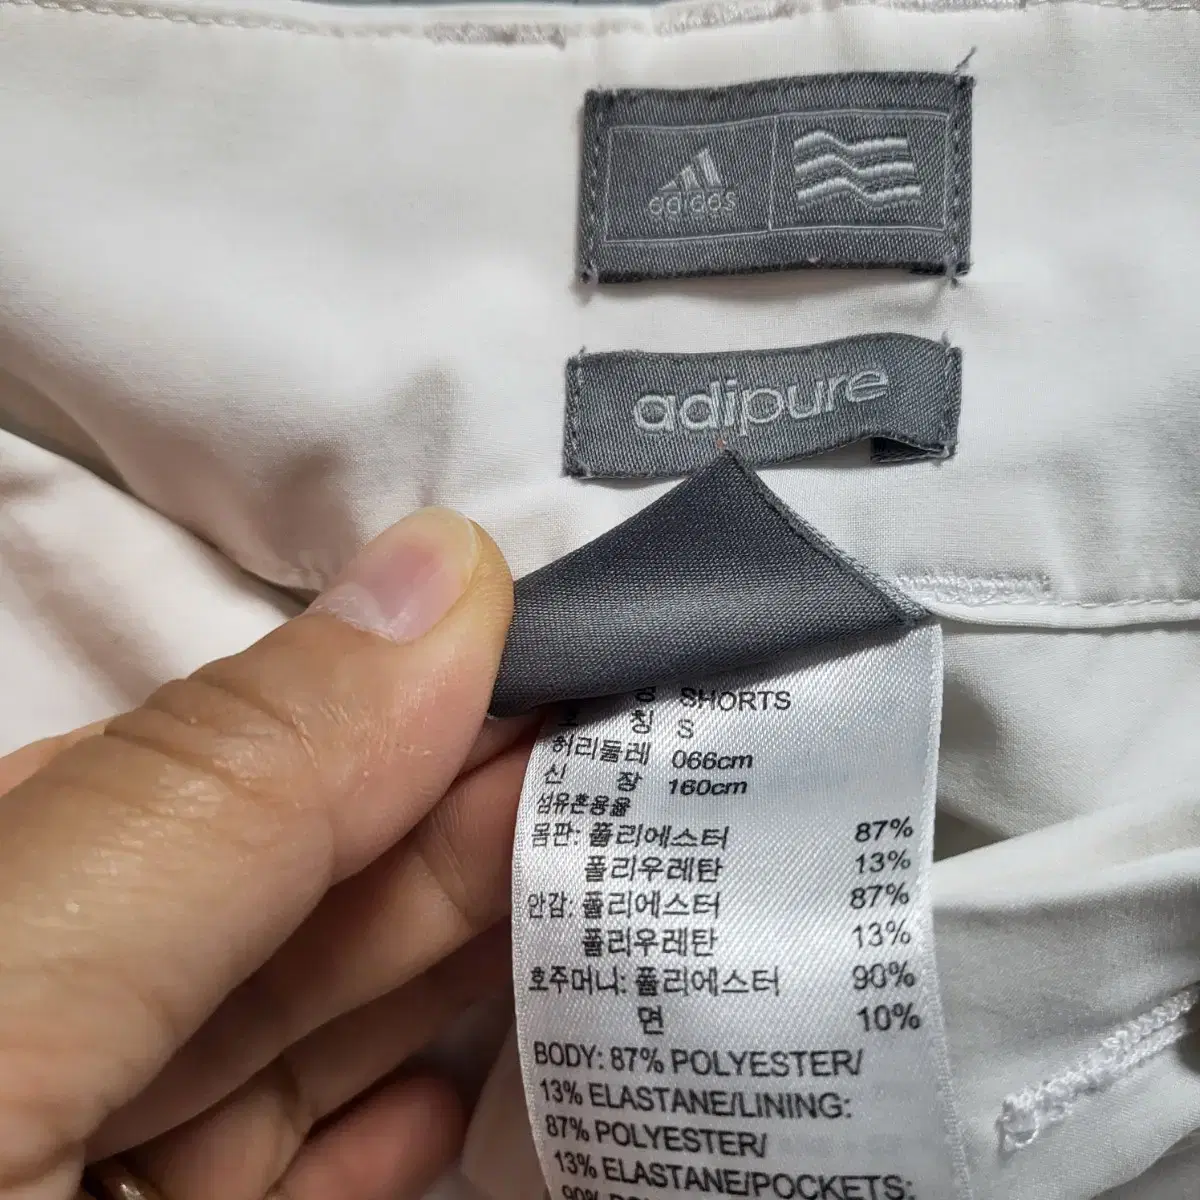 adidas
adipure
SHORTS
칭 S
허리둘레 066cm
신 장 160cm
섬유혼용율
몸판: 폴리에스터 87%
폴리우레탄 13%
안감: 폴리에스터 87%
폴리우레탄 13%
호주머니: 폴리에스터 90%
면 10%
BODY: 87% POLYESTER/
13% ELASTANE/LINING:
87% POLYESTER/
13% ELASTANE/POCKETS:
90%